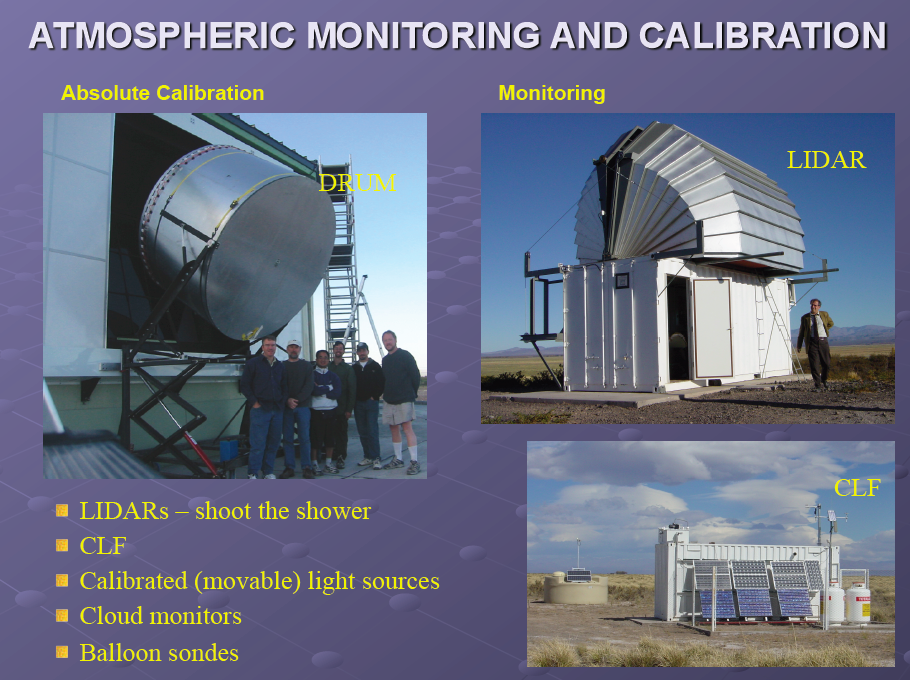 ATMOSPHERIC MONITORING AND CALIBRATION
Absolute Calibration
Monitoring
DRUM
LIDAR
CLF
LIDARs – shoot the shower
CLF
Calibrated (movable) light sources
Cloud monitors
Balloon sondes